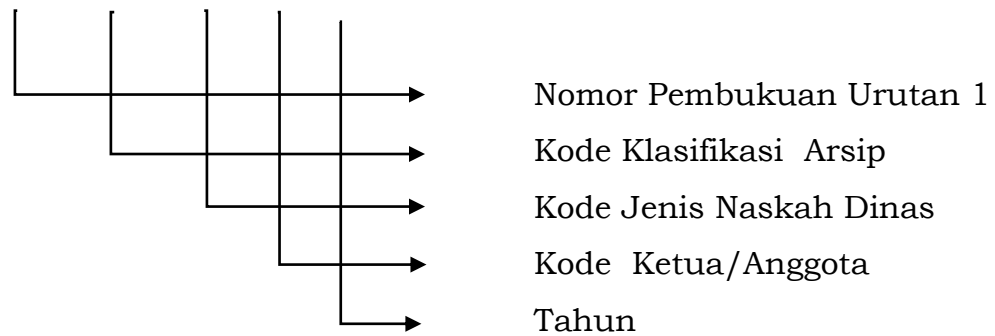 Nomor Pembukuan Urutan 1
Kode Klasifikasi Arsip
Kode Jenis Naskah Dinas
Kode Ketua/Anggota
Tahun